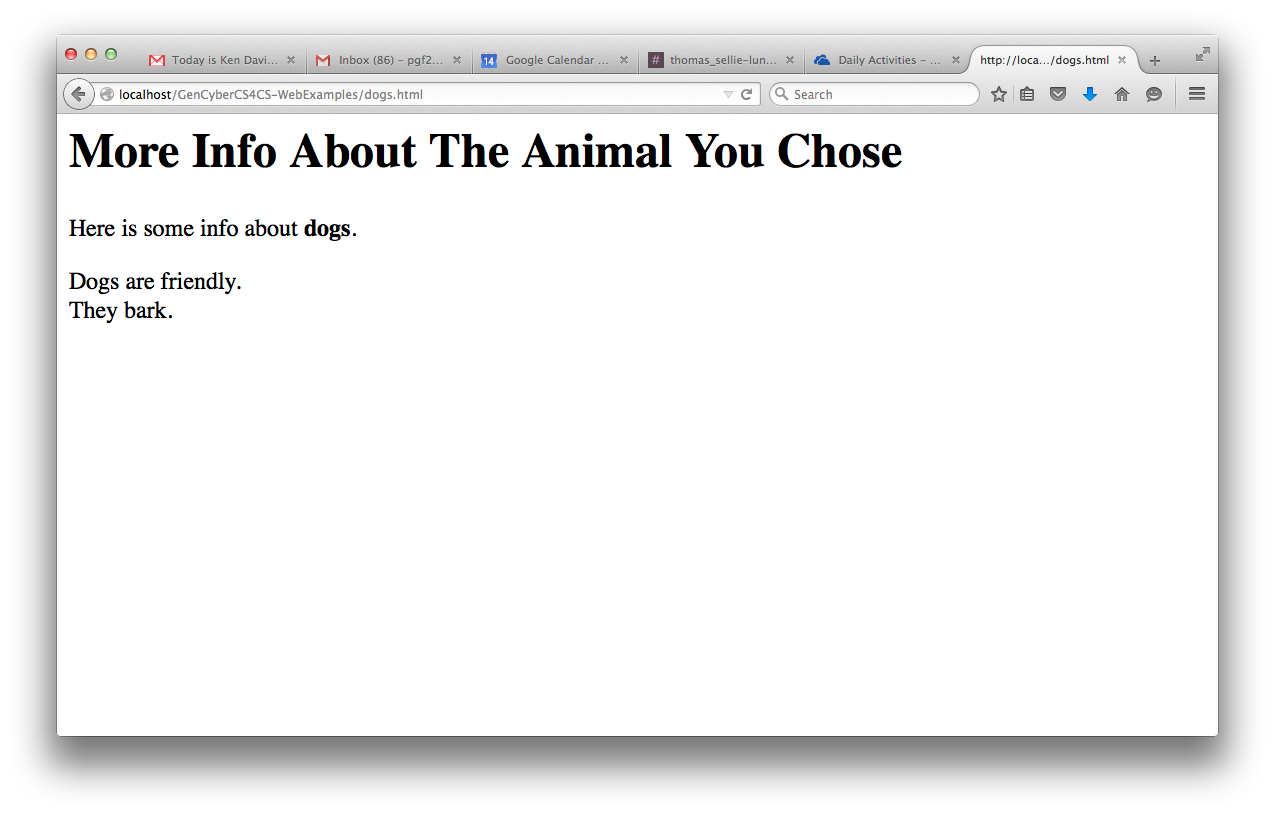 Today is Ken Davi... Inbox (86) – pgf2... 14 Google Calendar ... # thomas_sellie-lun... Daily Activities – ... http://loca.../dogs.html
localhost/GenCyberCS4CS-WebExamples/dogs.html Search
More Info About The Animal You Chose
Here is some info about dogs.
Dogs are friendly.
They bark.